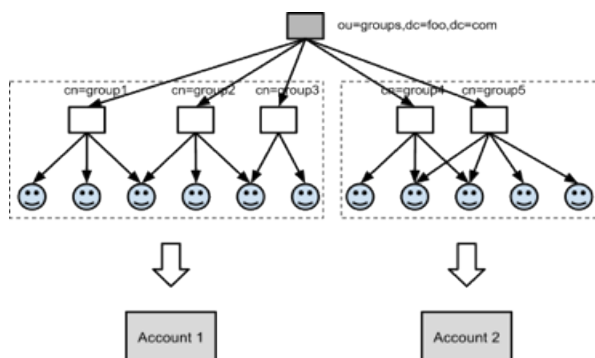 ou=groups,dc=foo,dc=com
cn=group1 cn=group2 cn=group3 cn=group4 cn=group5
Account 1 Account 2